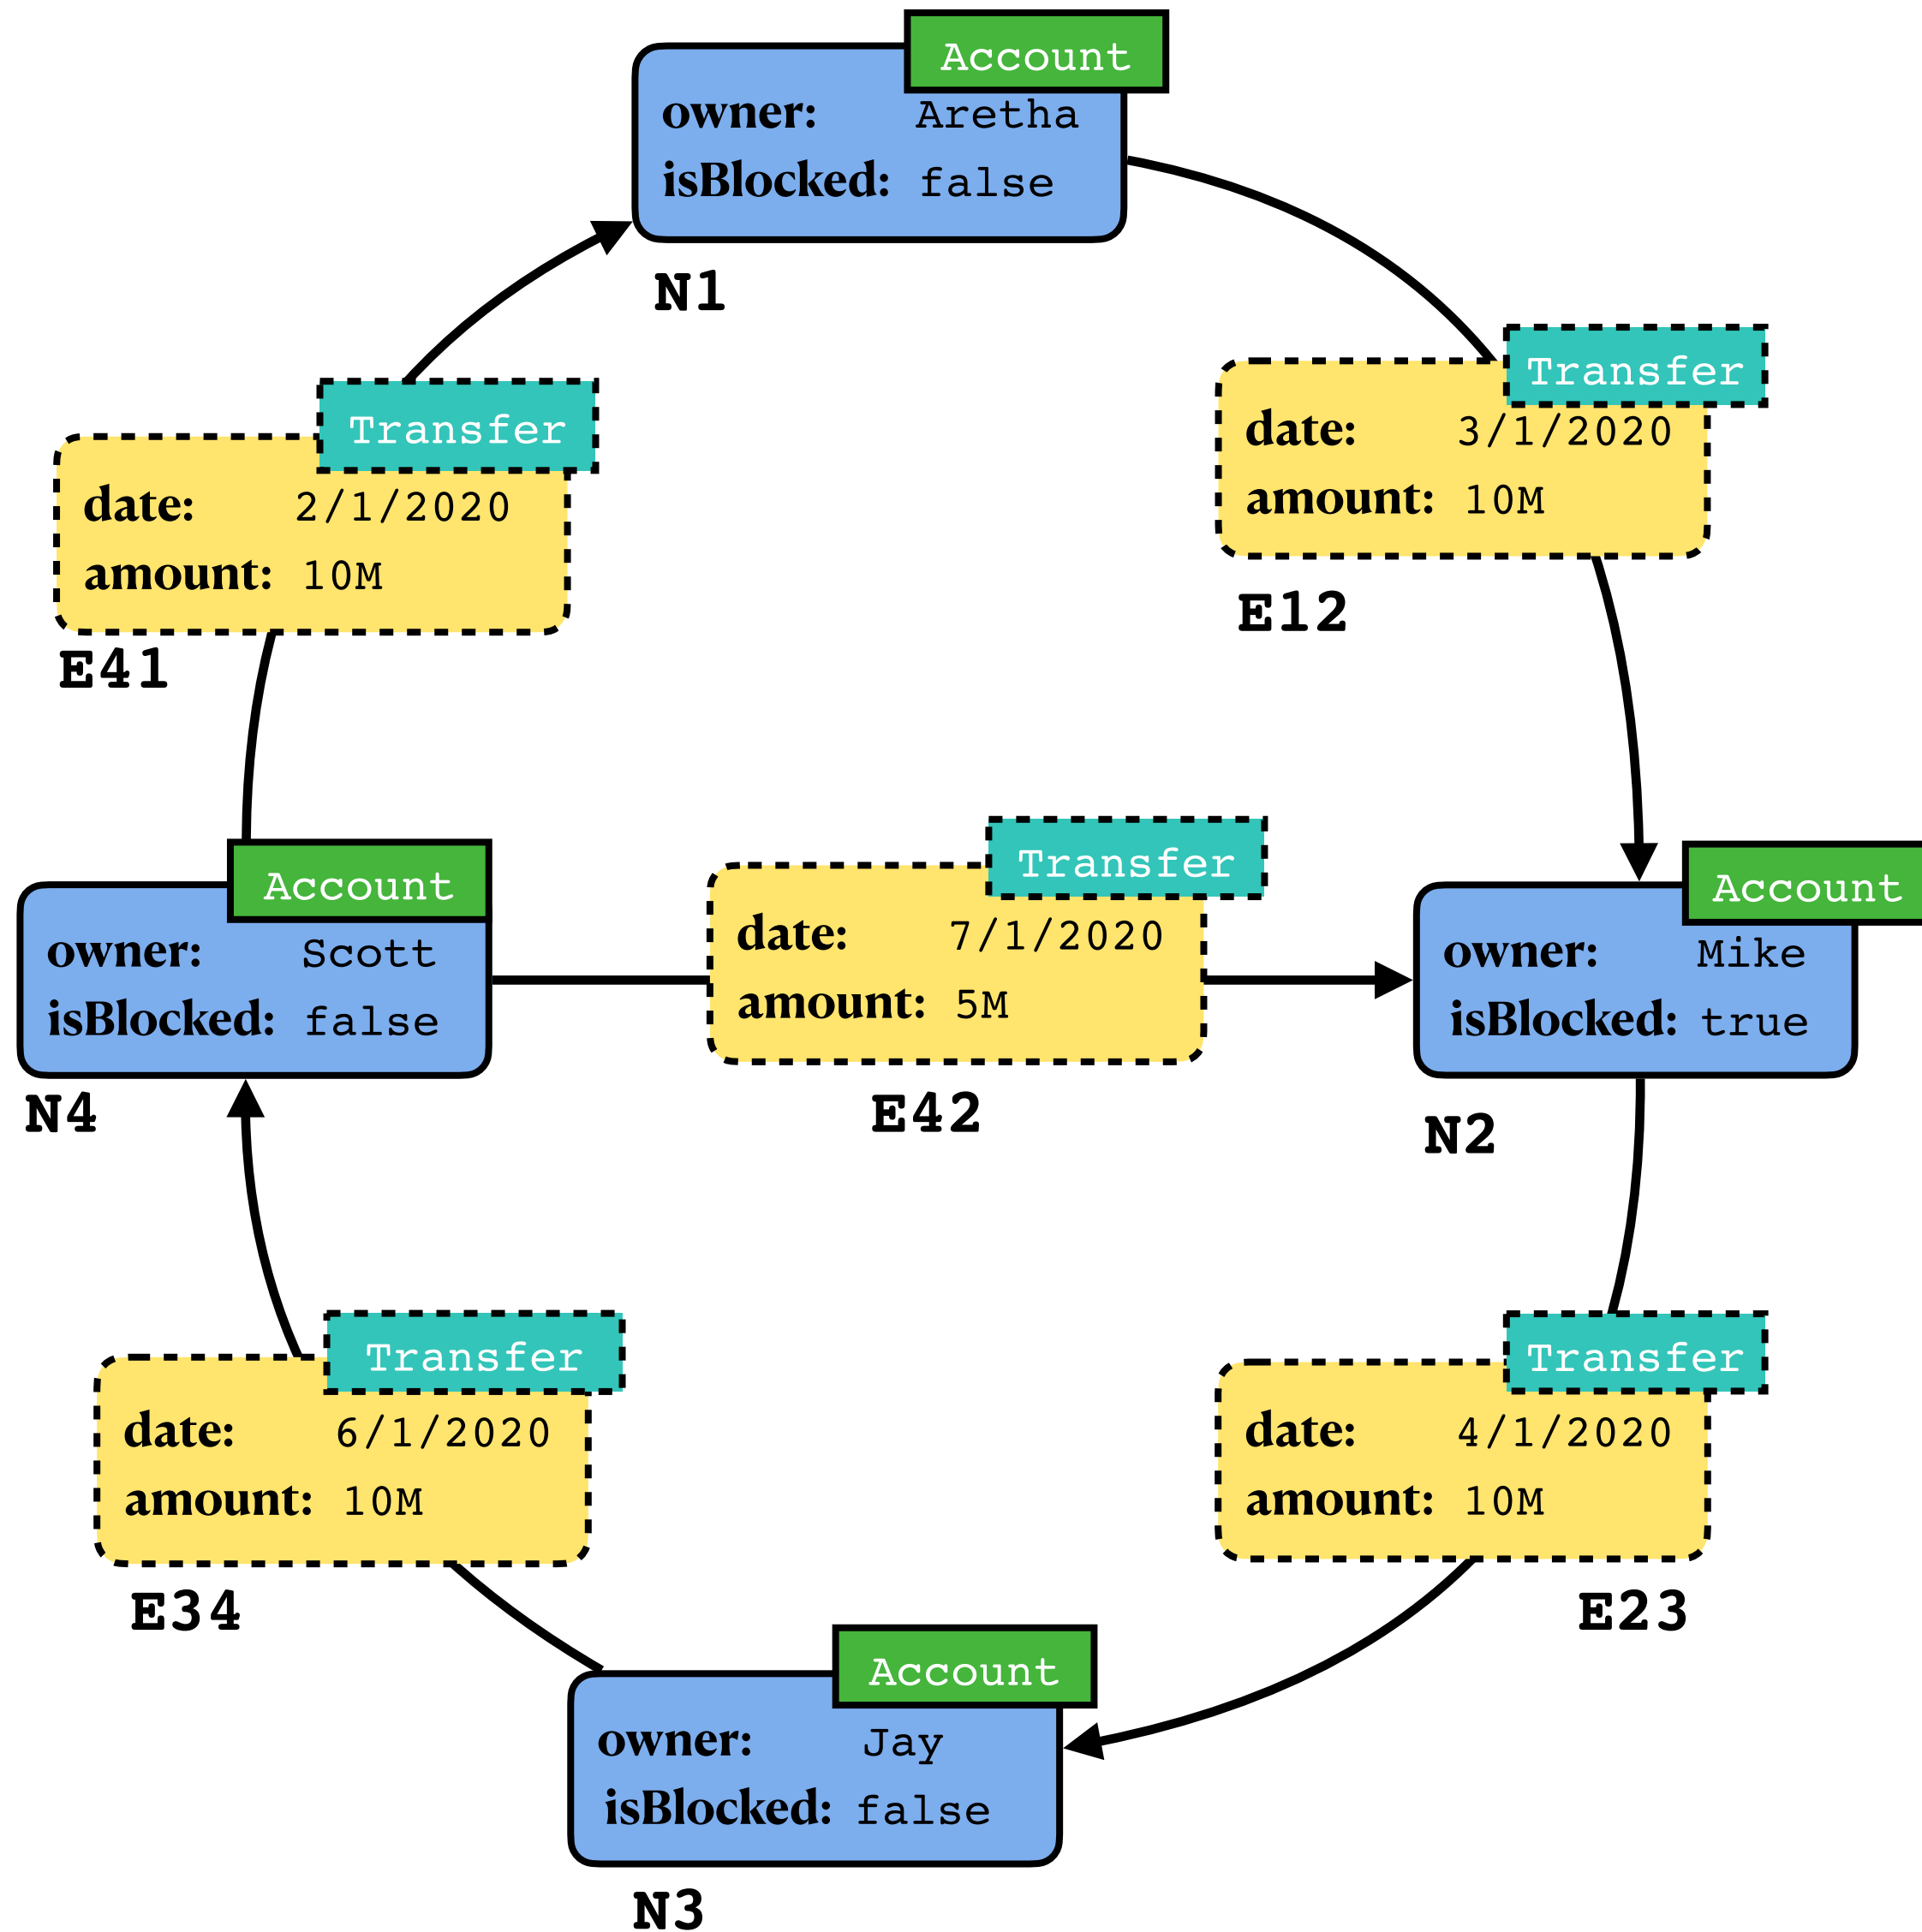 Account
owner: Aretha
isBlocked: false
N1
Transfer
date: 3/1/2020
amount: 10M
E12
Transfer
date: 2/1/2020
amount: 10M
E41
Account
owner: Scott
isBlocked: false
N4
Transfer
date: 7/1/2020
amount: 5M
E42
Account
owner: Mike
isBlocked: true
N2
Transfer
date: 6/1/2020
amount: 10M
E34
Transfer
date: 4/1/2020
amount: 10M
E23
Account
owner: Jay
isBlocked: false
N3